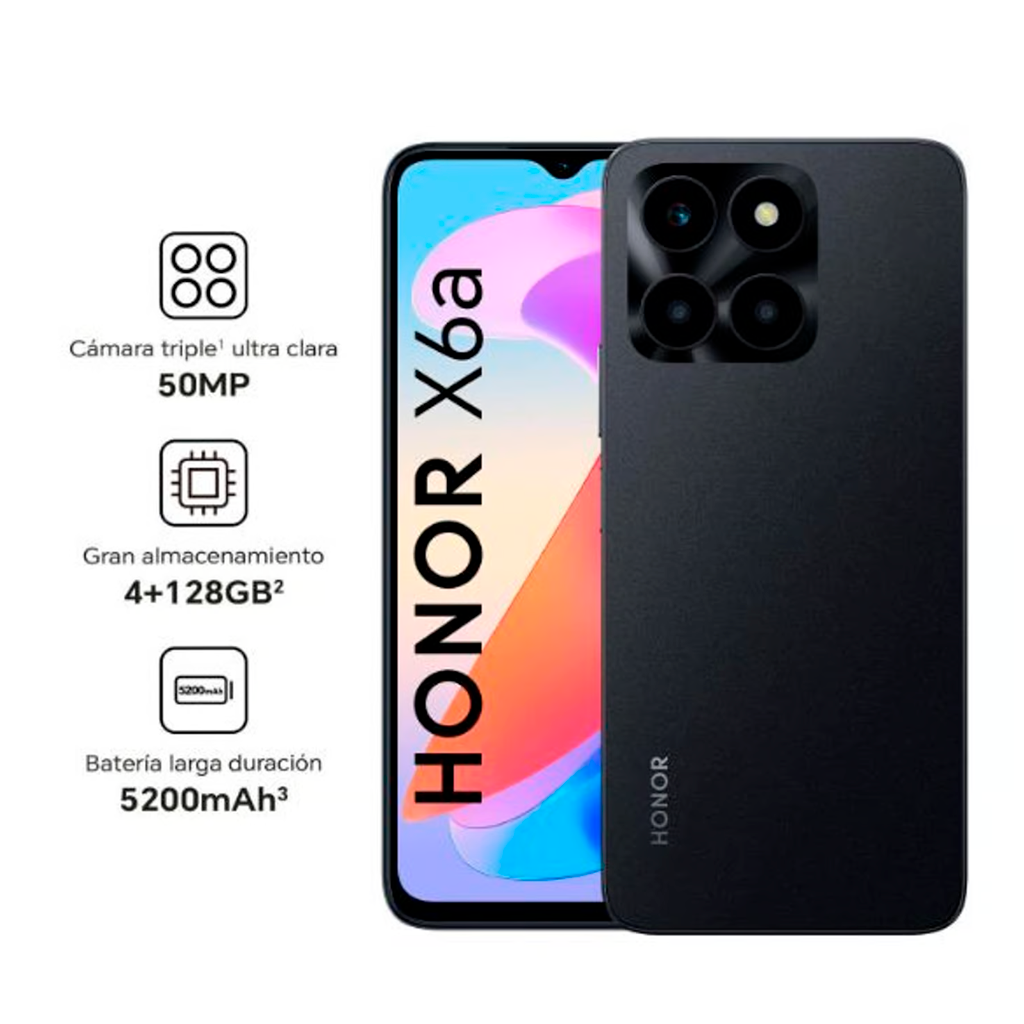 Cámara triple¹ ultra clara
50MP
Gran almacenamiento
4+128GB²
5200mAh
Batería larga duración
5200mAh³
HONOR X6a
HONOR